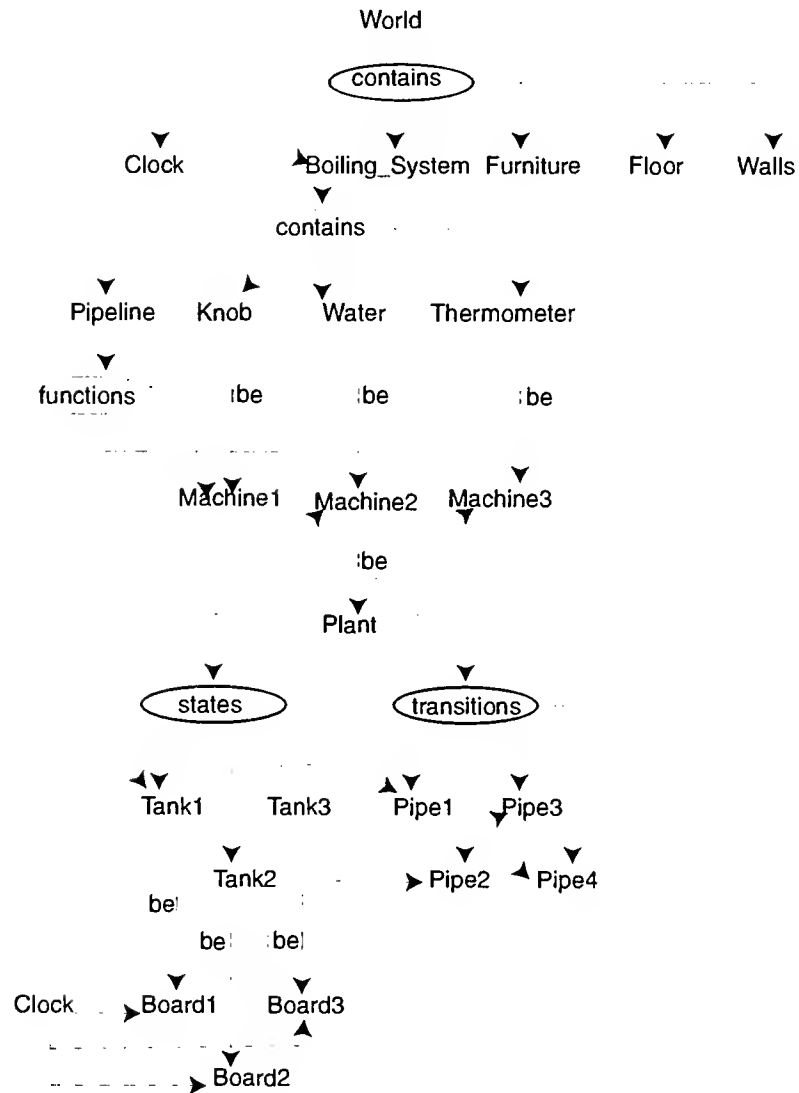 World
contains
Clock Boiling_System Furniture Floor Walls
contains
Pipeline Knob Water Thermometer
functions be be be
Machine1 Machine2 Machine3
be
Plant
states transitions
Tank1 Tank3 Pipe1 Pipe3
Tank2 Pipe2 Pipe4
be
be be
Clock Board1 Board3
Board2